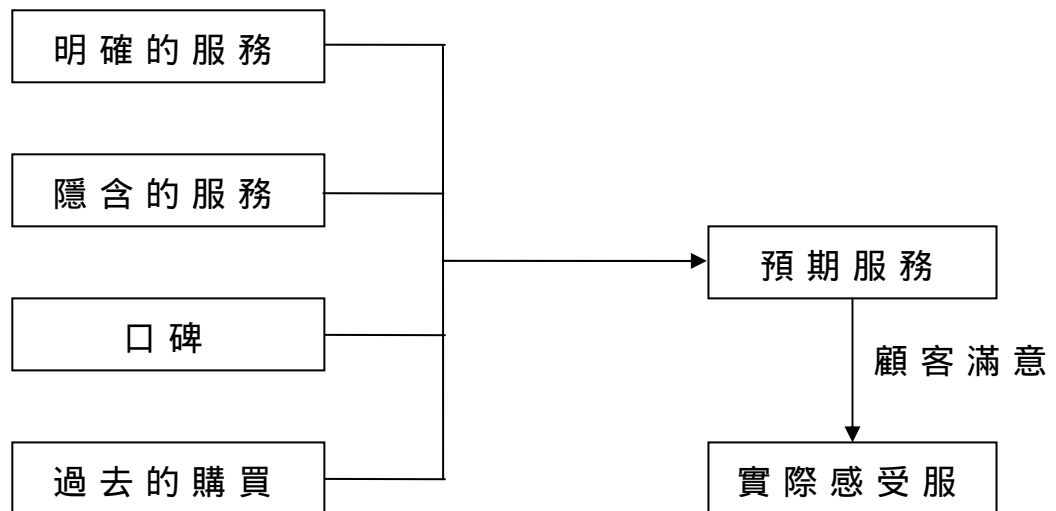 明確的服務
隱含的服務
口碑
過去的購買
預期服務
顧客滿意
實際感受服